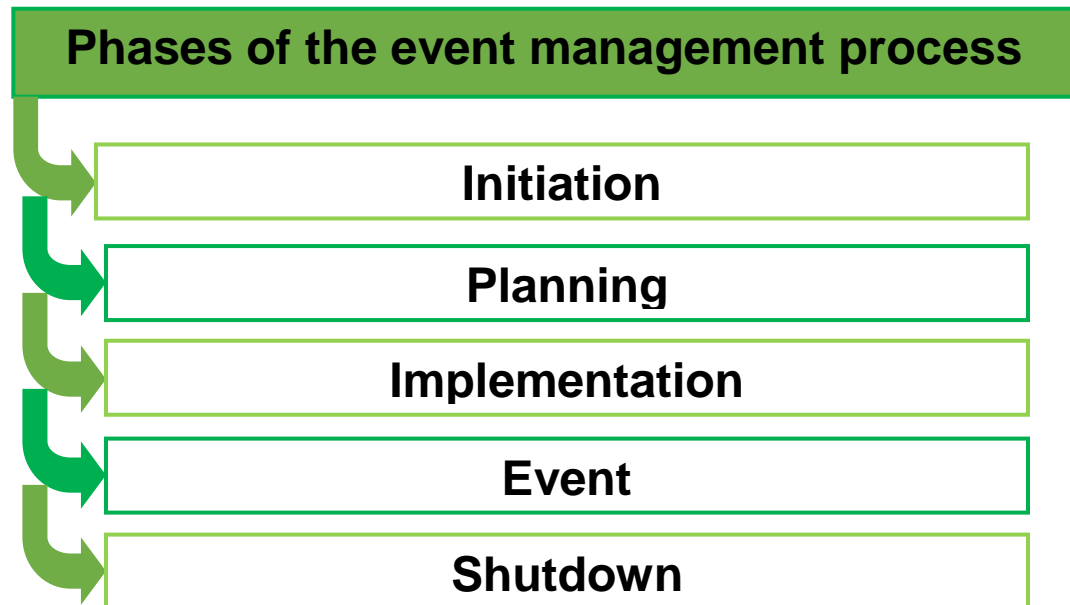 Phases of the event management process
Initiation
Planning
Implementation
Event
Shutdown